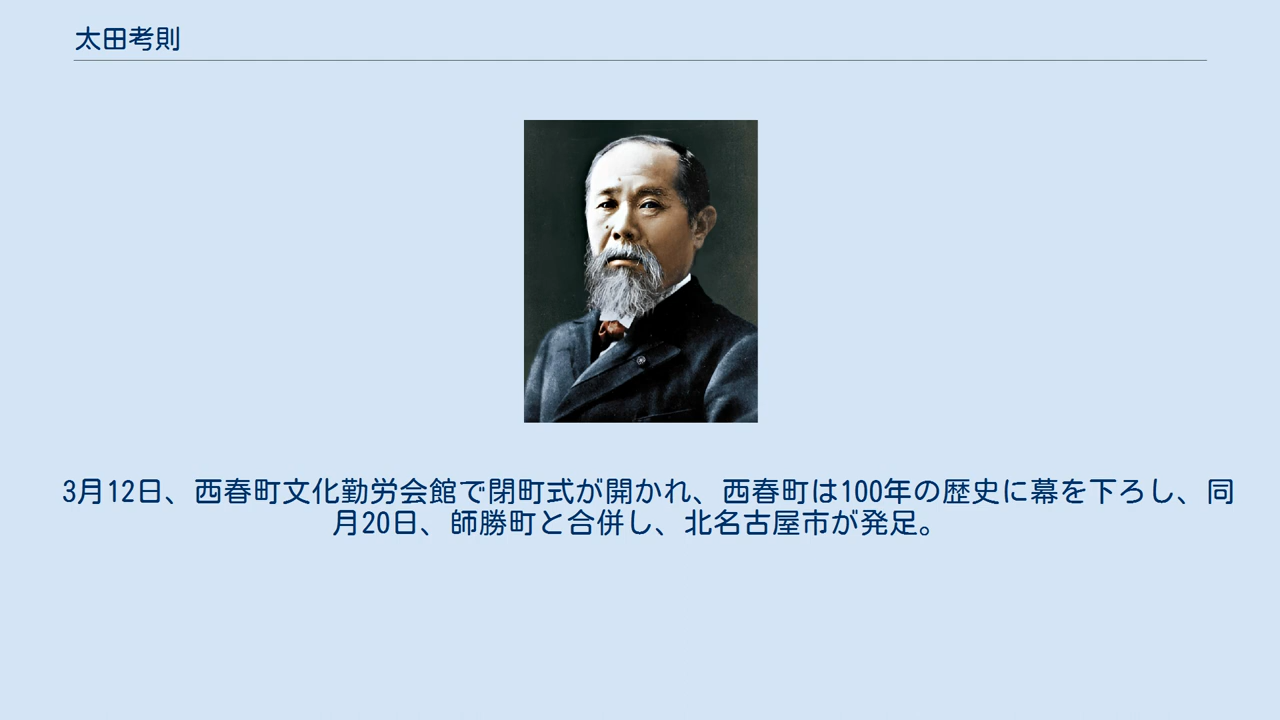 太田考則
3月12日、西春町文化勤労会館で閉町式が開かれ、西春町は100年の歴史に幕を下ろし、同
月20日、師勝町と合併し、北名古屋市が発足。